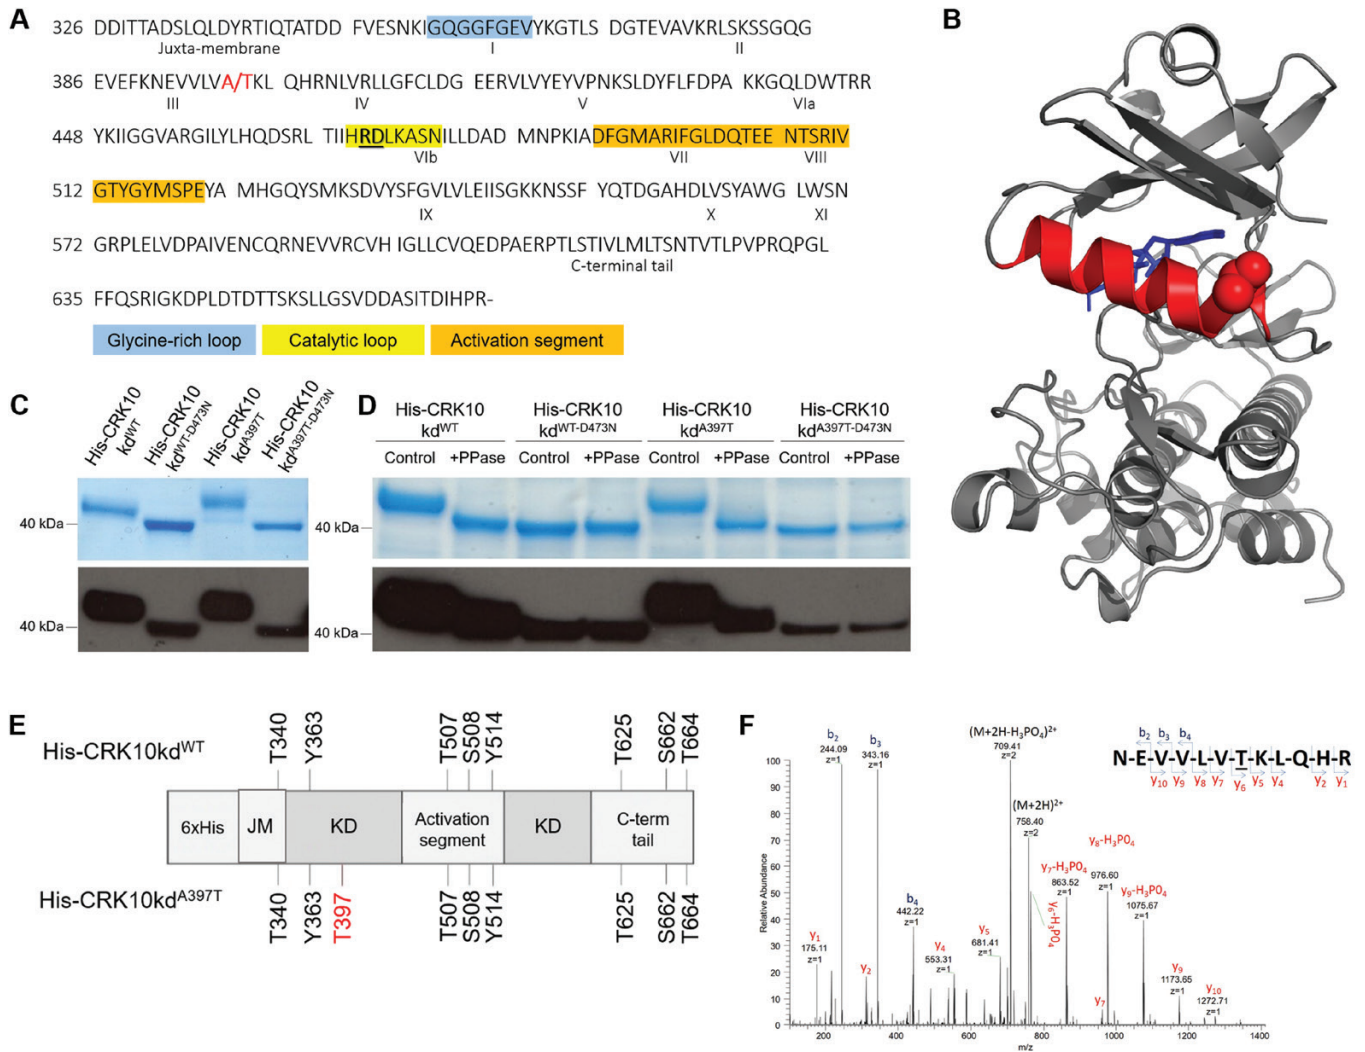 A
326 DDITTADSLQLDYRTIQTATDD FVESNKIGQGGFGEVYKGTLS DGTEVAVKRLSKSSGQG
Juxta-membrane I II
386 EVEFKNEVVLVA/TKL QHRNLVRLLGFCLDG EERVLVYEYVPNKSLDYFLFDPA KKGQLDWTRR
III IV V VIa
448 YKIIGGVARGILYLHQDSRL TIIHRDLKASNILLDAD MNPKIADFGMARIFGLDQTEE NTSRIV
VIb VII VIII
512 GTYGYMSPEYA MHGQYSMKSDVYSFGVLVLEIISGKKNSSF YQTDGAHDLVSYAWG LWSN
IX X XI
572 GRPLELVDPAIVENCQRNEVVRCVH IGLLCVQEDPAERPTLSTIVLMLTSNTVTLPVPRQPGL
C-terminal tail
635 FFQSRIGKDPLDTDTTSKSLLGSVDDASITDIHPR-
Glycine-rich loop Catalytic loop Activation segment
B
C
His-CRK10 kdWT
His-CRK10 kdWT-D473N
His-CRK10 kdA397T
His-CRK10 kdA397T-D473N
40 kDa
40 kDa
D
His-CRK10 His-CRK10 His-CRK10 His-CRK10
kdWT kdWT-D473N kdA397T kdA397T-D473N
Control +PPase Control +PPase Control +PPase Control +PPase
40 kDa
40 kDa
E
His-CRK10kdWT
T340 Y363 T507 S508 Y514 T625 S662 T664
6xHis JM KD Activation segment KD C-term tail
His-CRK10kdA397T
T340 Y363 T397 T507 S508 Y514 T625 S662 T664
F
b2
244.09
z=1
b3
343.16
z=1
(M+2H-H3PO4)2+
709.41
z=2
(M+2H)2+
758.40
z=2
b2 b3 b4
N-E-V-V-L-V-T-K-L-Q-H-R
y10 y9 y8 y7 y6 y5 y4 y2 y1
y8-H3PO4
976.60
z=1
y7-H3PO4
863.52
z=1
y6-H3PO4
y9-H3PO4
1075.67
z=1
b4
442.22
z=1
y1
175.11
z=1
y2
y4
553.31
z=1
y5
681.41
z=1
y7
y9
1173.65
z=1
y10
1272.71
z=1
Relative Abundance
100
90
80
70
60
50
40
30
20
10
0
200 400 600 800 1000 1200 1400
m/z